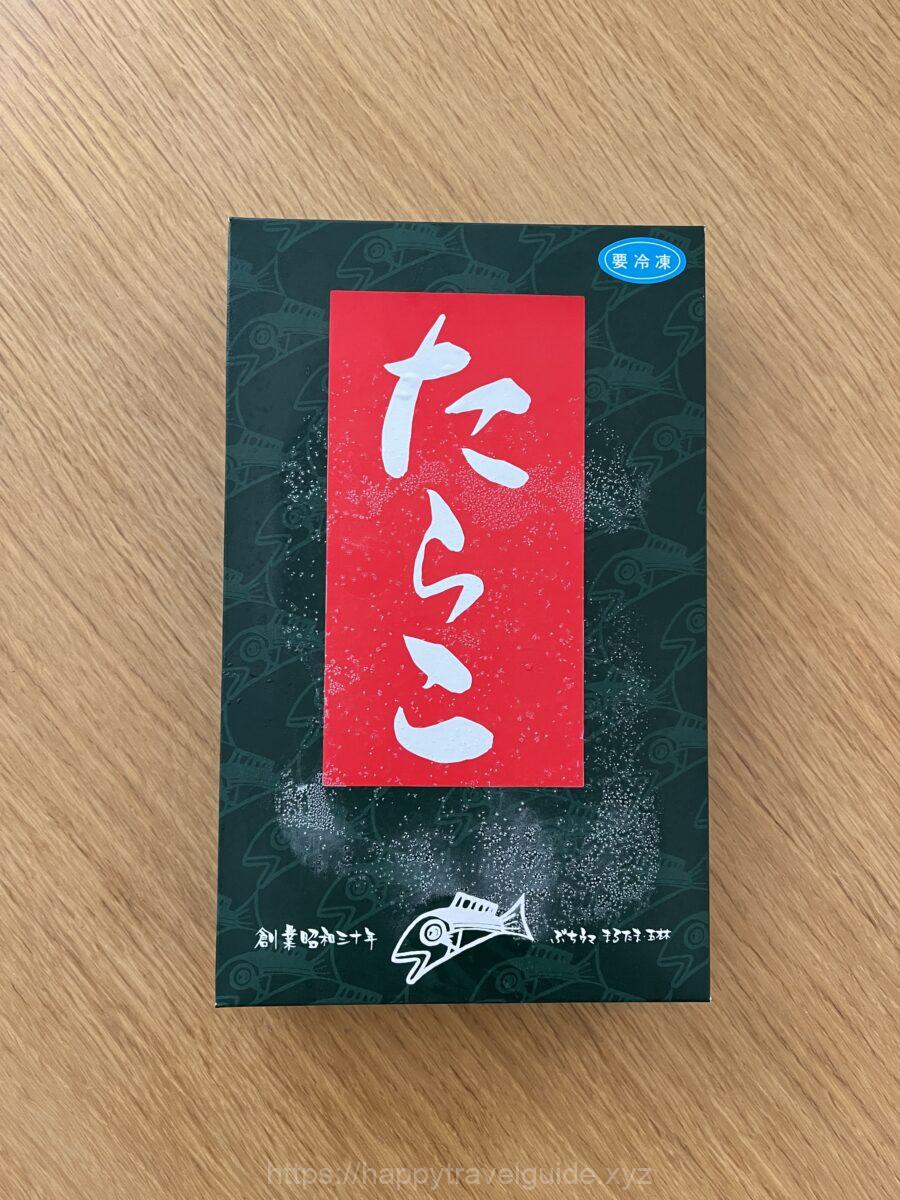 要冷凍
たらこ
創業昭和三十年
ぶちうマ まるたま・玉林
https://happytravelguide.xyz